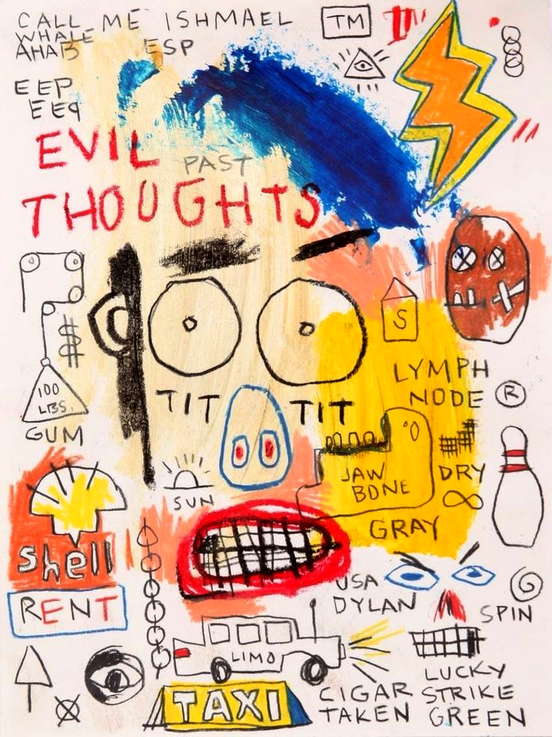 CALL ME ISHMAEL
WHALE
AHAB
ESP
TM
EEP
EEP
EVIL
PAST
THOUGHTS
$
S
100
LBS.
TIT
TIT
LYMPH
NODE
®
GUM
JAW
BONE
DRY
SUN
GRAY
shell
RENT
USA
DYLAN
SPIN
LIMO
TAXI
CIGAR
TAKEN
LUCKY
STRIKE
GREEN